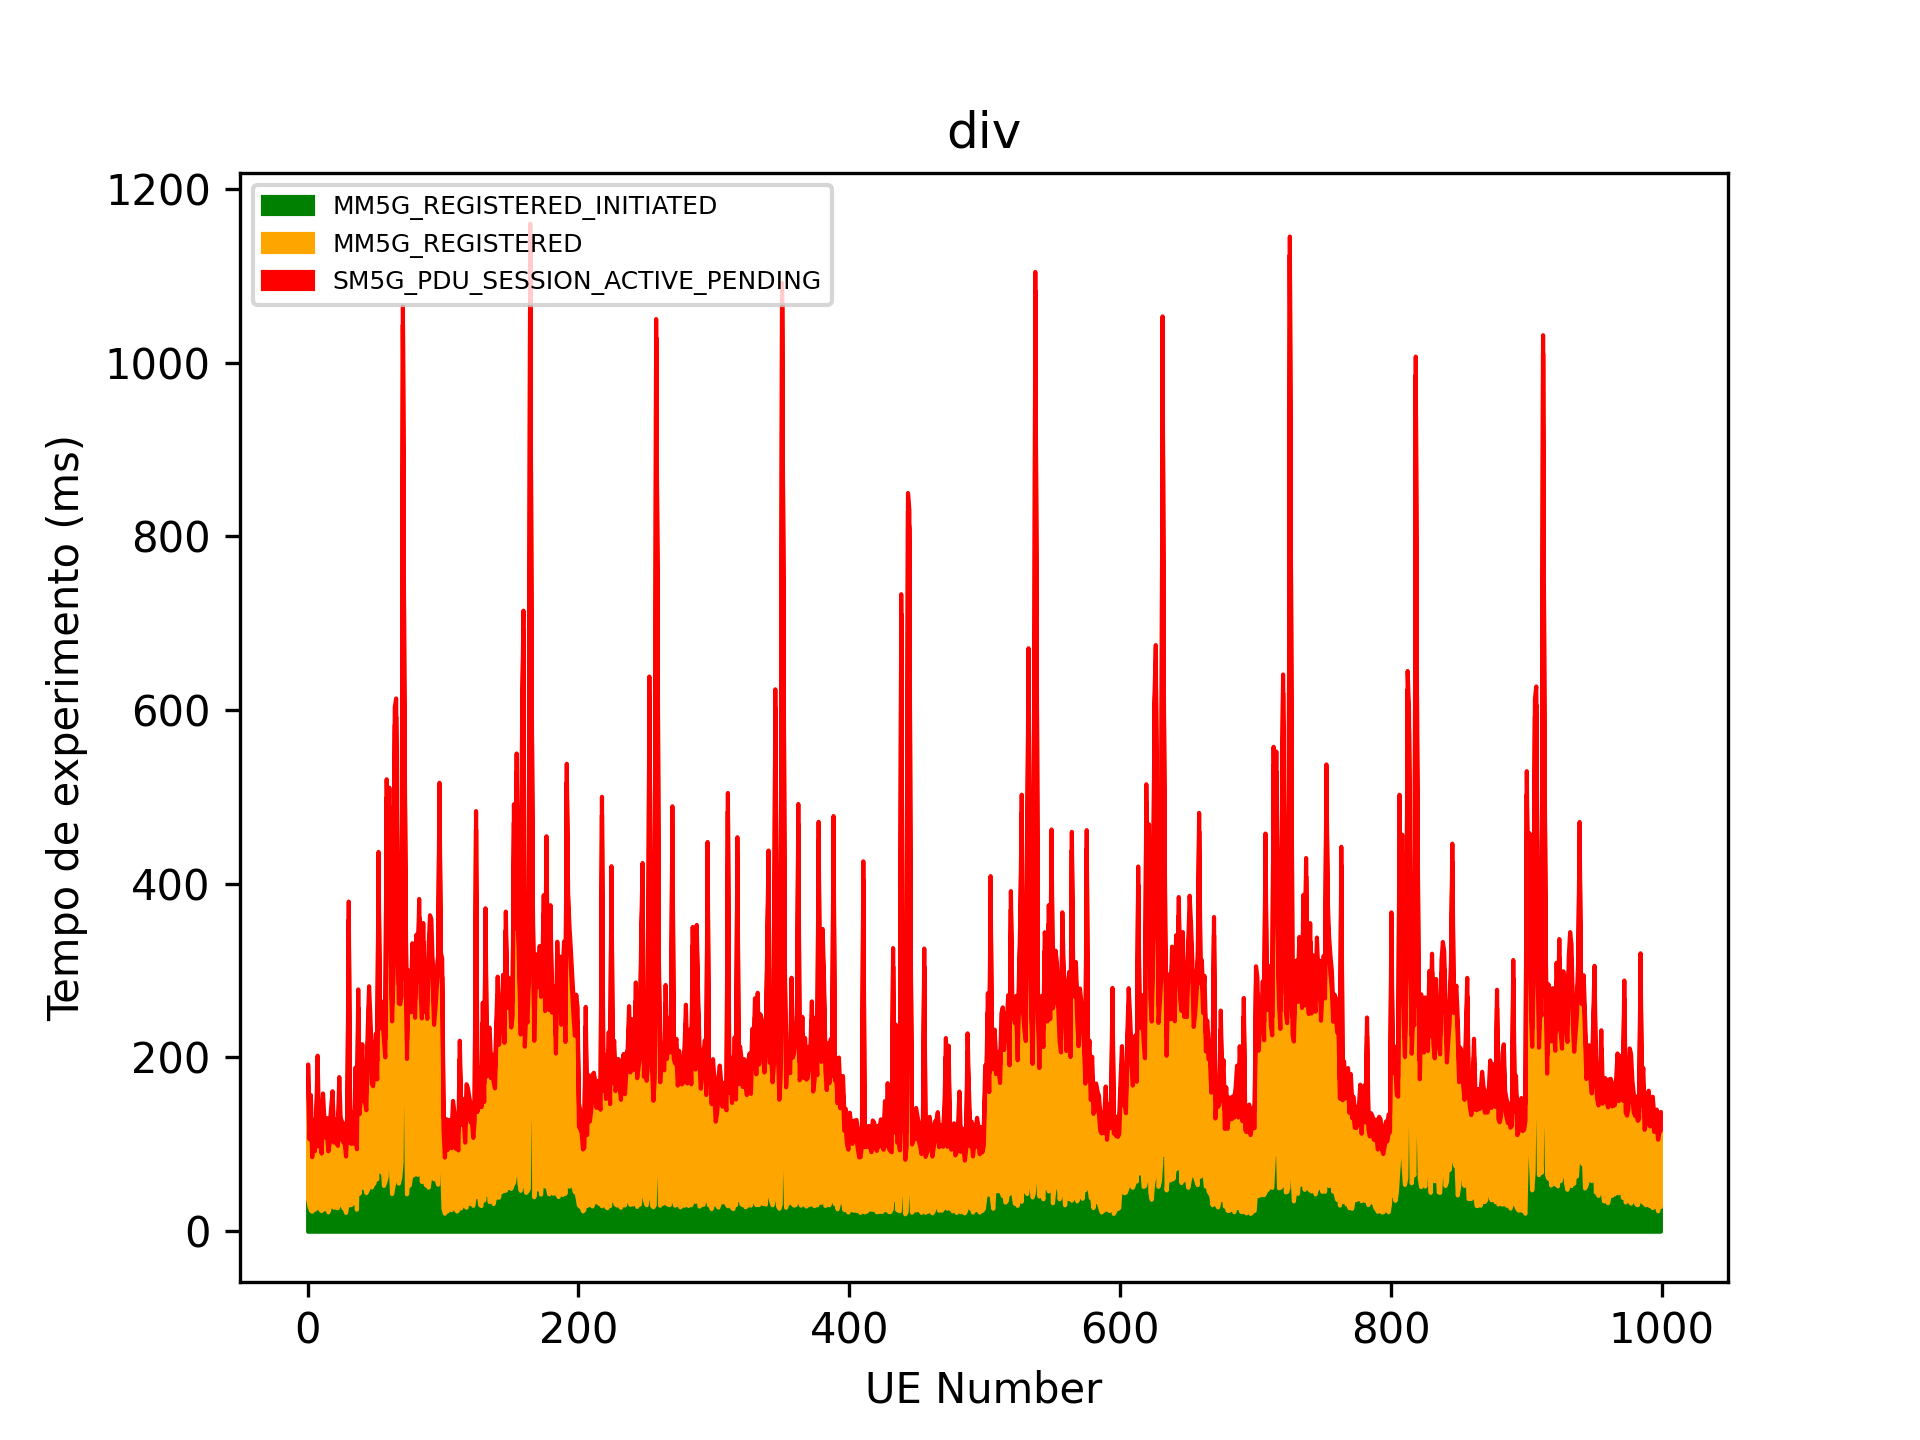 div
1200
1000
800
600
400
200
0
Tempo de experimento (ms)
MM5G_REGISTERED_INITIATED
MM5G_REGISTERED
SM5G_PDU_SESSION_ACTIVE_PENDING
0 200 400 600 800 1000
UE Number